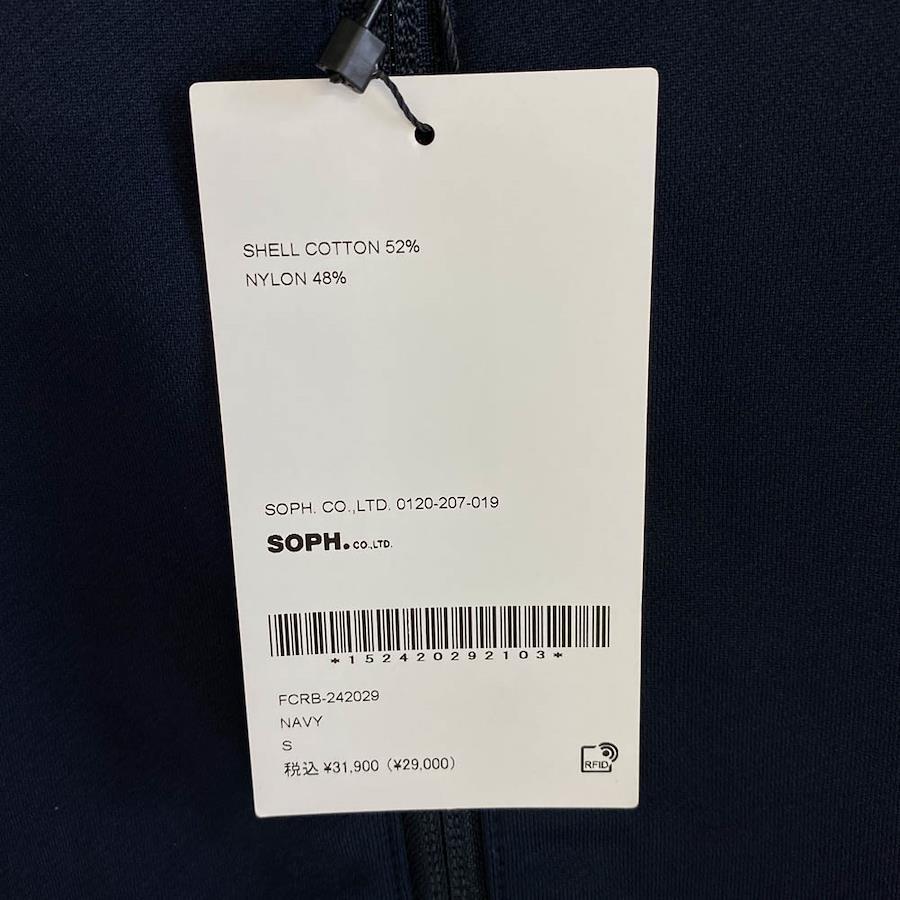 SHELL COTTON 52%
NYLON 48%
SOPH. CO.,LTD. 0120-207-019
SOPH. CO.,LTD.
*152420292103*
FCRB-242029
NAVY
S
税込 ¥31,900 (¥29,000)
RFID